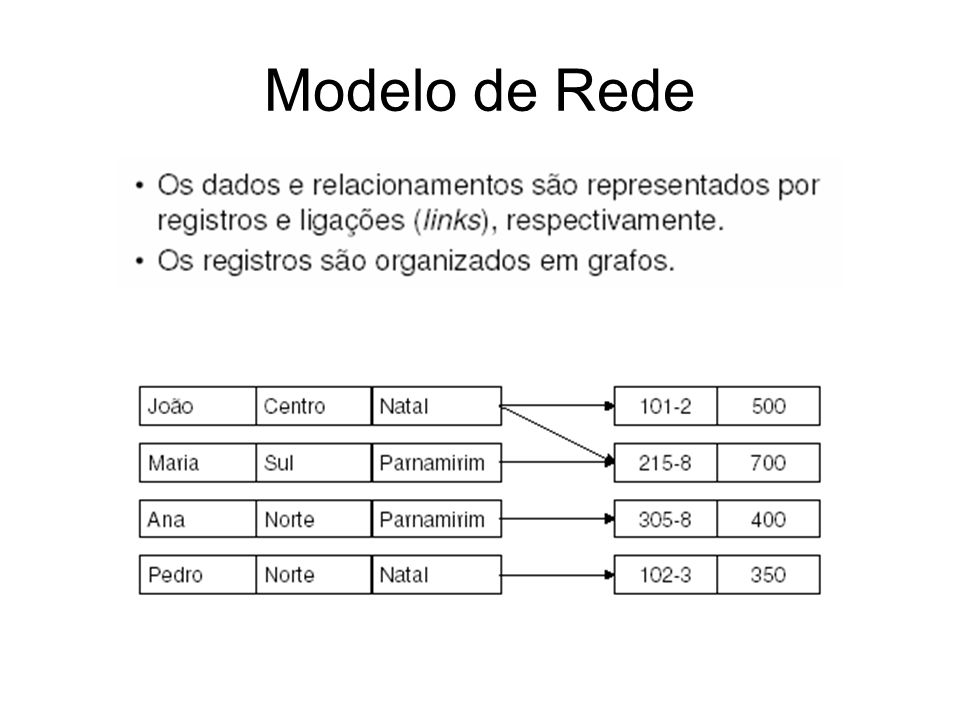 Modelo de Rede
• Os dados e relacionamentos são representados por
registros e ligações (links), respectivamente.
• Os registros são organizados em grafos.
João Centro Natal 101-2 500
Maria Sul Parnamirim 215-8 700
Ana Norte Parnamirim 305-8 400
Pedro Norte Natal 102-3 350